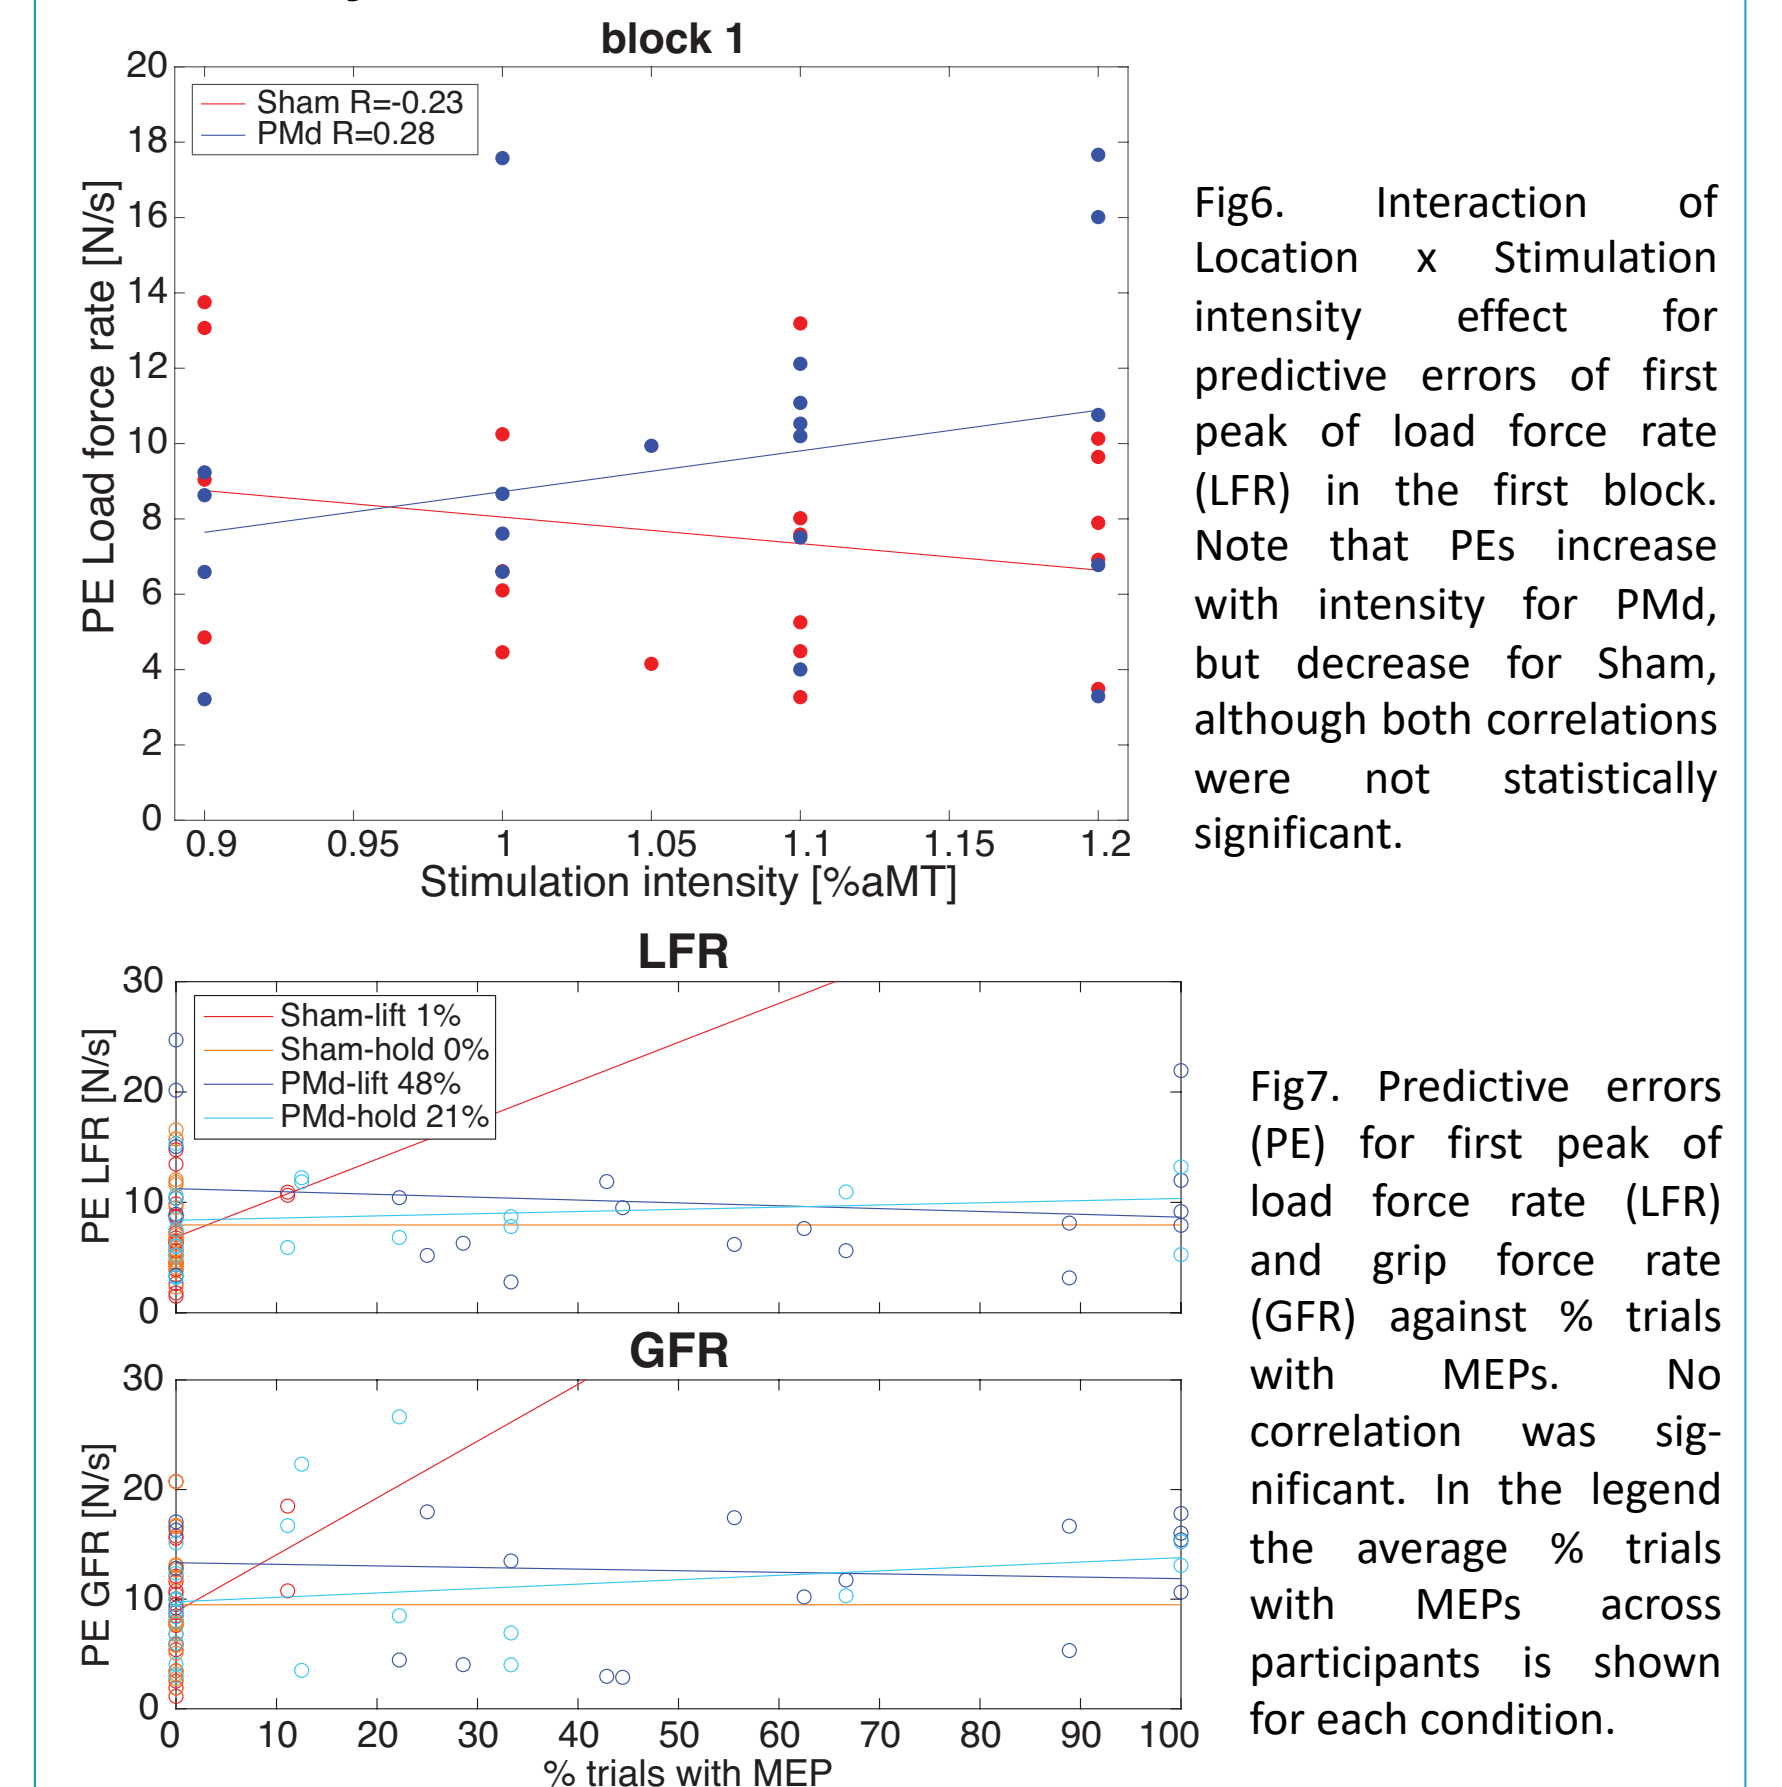 block 1
20
18
16
14
12
10
8
6
4
2
0
PE Load force rate [N/s]
Sham R=-0.23
PMd R=0.28
0.9 0.95 1 1.05 1.1 1.15 1.2
Stimulation intensity [%aMT]
Fig6. Interaction of
Location x Stimulation
intensity effect for
predictive errors of first
peak of load force rate
(LFR) in the first block.
Note that PEs increase
with intensity for PMd,
but decrease for Sham,
although both correlations
were not statistically
significant.
LFR
30
20
10
0
PE LFR [N/s]
Sham-lift 1%
Sham-hold 0%
PMd-lift 48%
PMd-hold 21%
GFR
30
20
10
0
PE GFR [N/s]
0 10 20 30 40 50 60 70 80 90 100
% trials with MEP
Fig7. Predictive errors
(PE) for first peak of
load force rate (LFR)
and grip force rate
(GFR) against % trials
with MEPs. No
correlation was sig-
nificant. In the legend
the average % trials
with MEPs across
participants is shown
for each condition.